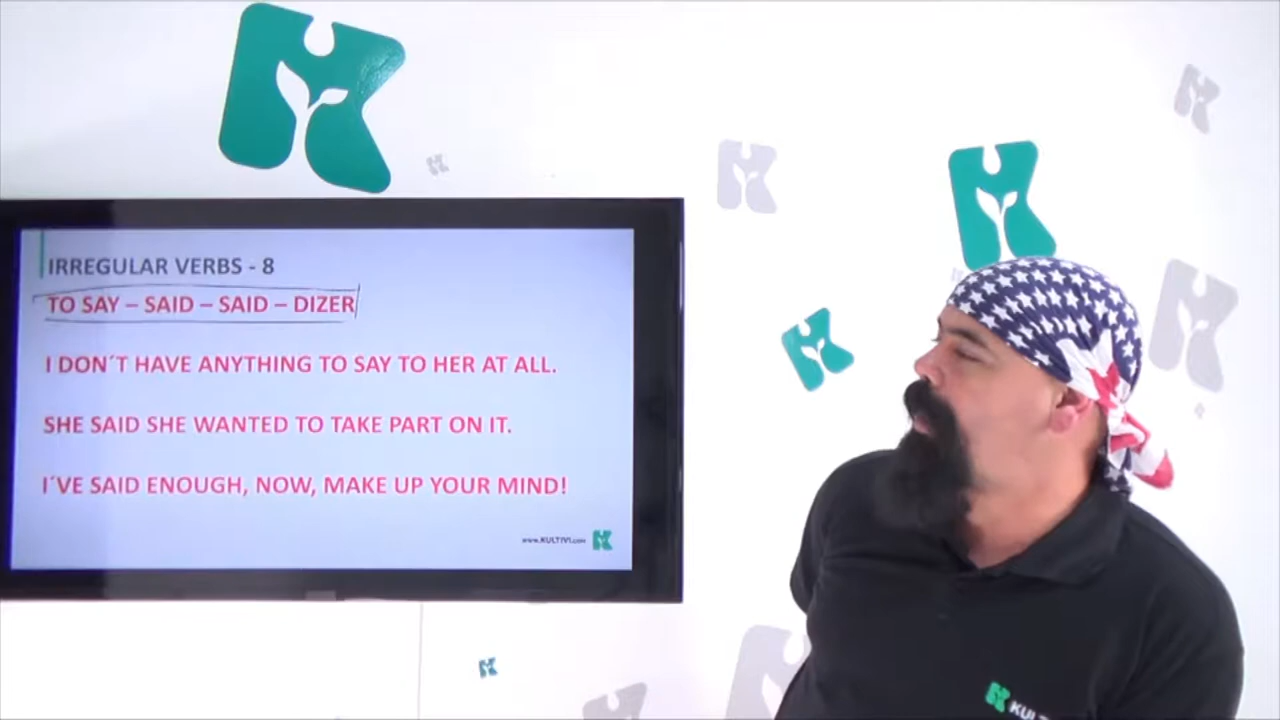 IRREGULAR VERBS - 8
TO SAY – SAID – SAID – DIZER
I DON´T HAVE ANYTHING TO SAY TO HER AT ALL.
SHE SAID SHE WANTED TO TAKE PART ON IT.
I´VE SAID ENOUGH, NOW, MAKE UP YOUR MIND!
www.KULTIVI.com
KULT